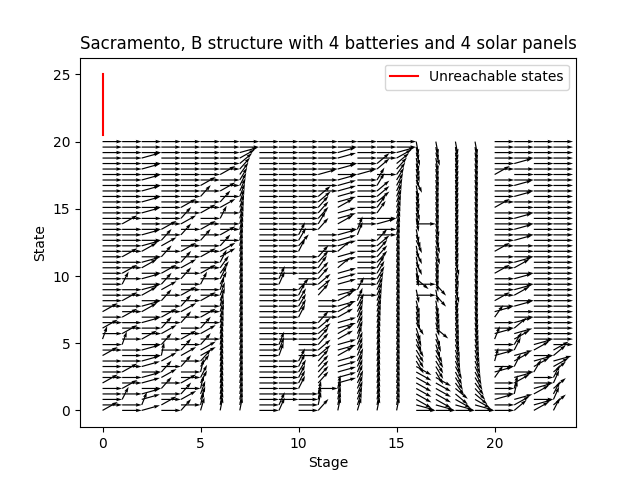 Sacramento, B structure with 4 batteries and 4 solar panels
Unreachable states
25
20
15
10
5
0
State
0 5 10 15 20
Stage